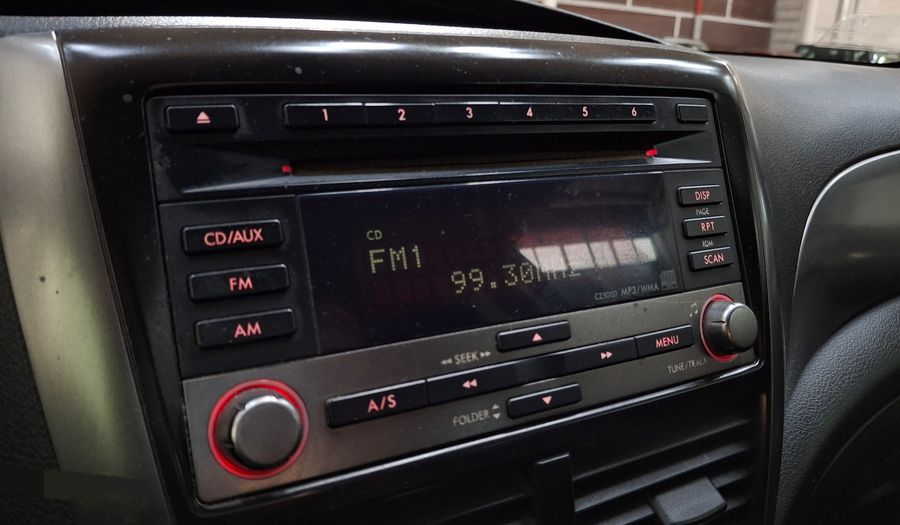 1 2 3 4 5 6
DISP
PAGE
RPT
RDM
SCAN
CD/AUX
FM
AM
CD
FM1
99.30MHz
MP3/WMA
SEEK
MENU
A/S
FOLDER
TUNE/TRACK